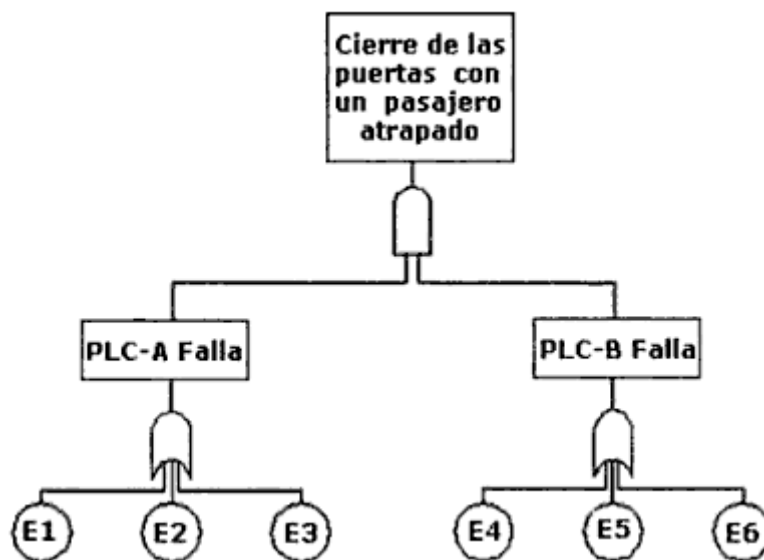 Cierre de las
puertas con
un pasajero
atrapado
PLC-A Falla
PLC-B Falla
E1 E2 E3 E4 E5 E6